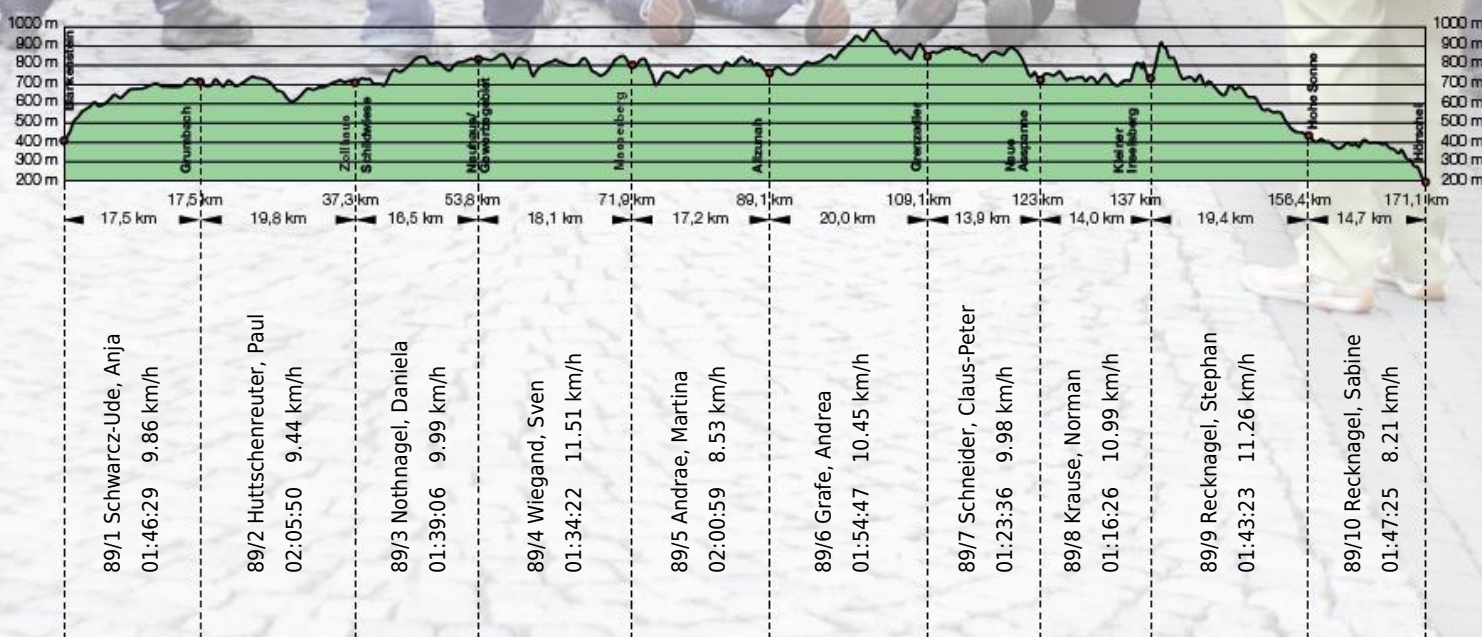 1000 m
900 m
800 m
700 m
600 m
500 m
400 m
300 m
200 m
1000 m
900 m
800 m
700 m
600 m
500 m
400 m
300 m
200 m
Blankenstein
Grumbach
Zollhaus
Schildwiese
Neuhaus/
Masserberg
Allzunah
Grenzadler
Neue
Ausspanne
Kleiner
Inselsberg
Hohe Sonne
Hörschel
17,5 km
37,3 km
53,8 km
71,9 km
89,1 km
109,1 km
123 km
137 km
156,4 km
171,1 km
17,5 km
19,8 km
16,5 km
18,1 km
17,2 km
20,0 km
13,9 km
14,0 km
19,4 km
14,7 km
89/1 Schwarcz-Ude, Anja
01:46:29 9.86 km/h
89/2 Huttschenreuter, Paul
02:05:50 9.44 km/h
89/3 Nothnagel, Daniela
01:39:06 9.99 km/h
89/4 Wiegand, Sven
01:34:22 11.51 km/h
89/5 Andrae, Martina
02:00:59 8.53 km/h
89/6 Grafe, Andrea
01:54:47 10.45 km/h
89/7 Schneider, Claus-Peter
01:23:36 9.98 km/h
89/8 Krause, Norman
01:16:26 10.99 km/h
89/9 Recknagel, Stephan
01:43:23 11.26 km/h
89/10 Recknagel, Sabine
01:47:25 8.21 km/h